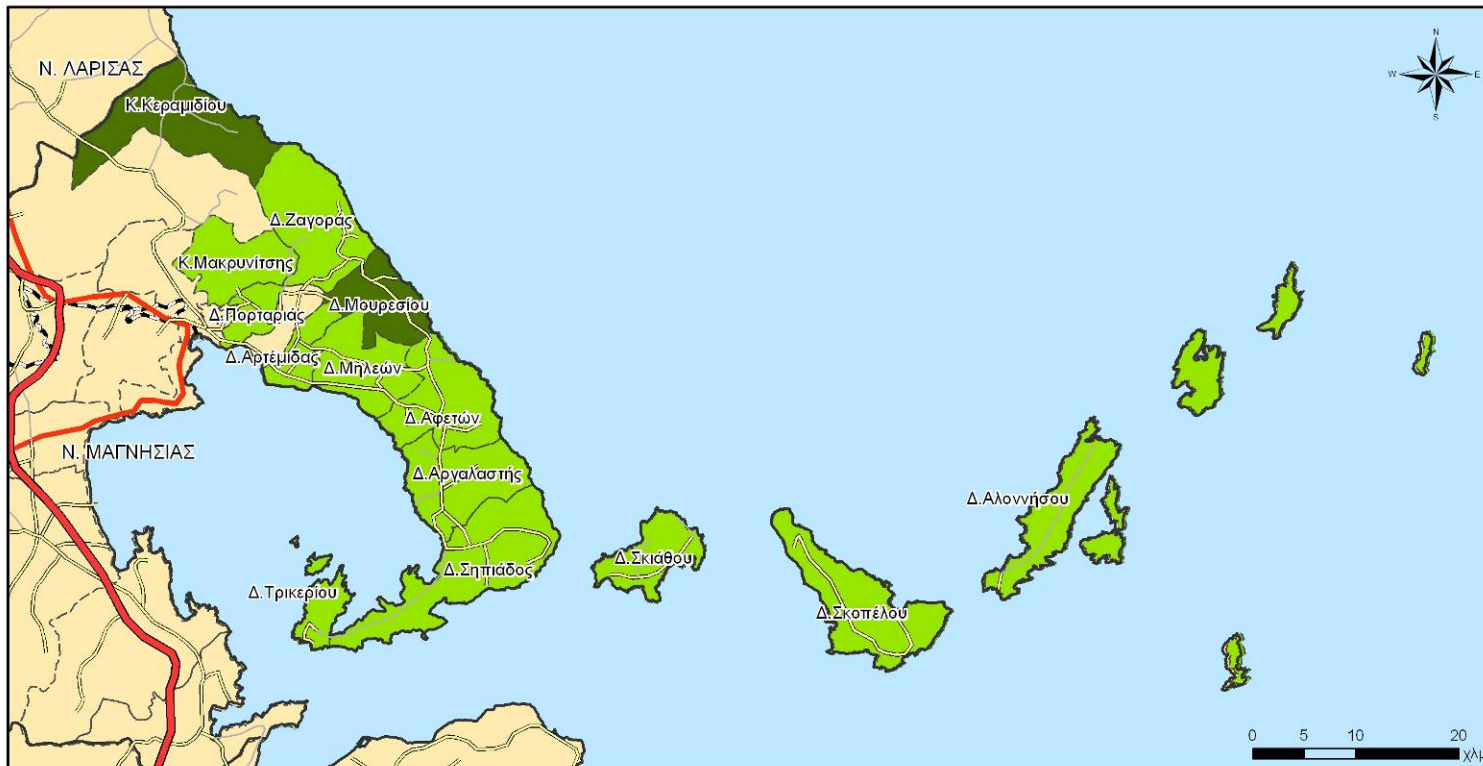 N
W E
S
Ν. ΛΑΡΙΣΑΣ
Κ.Κεραμιδίου
Δ.Ζαγοράς
Κ.Μακρυνίτσης
Δ.Μουρεσίου
Δ.Πορταριάς
Δ.Αρτέμιδας
Δ.Μηλεών
Δ.Αφετών
Ν. ΜΑΓΝΗΣΙΑΣ
Δ.Αργαλαστής
Δ.Αλοννήσου
Δ.Σκιάθου
Δ.Σηπιάδος
Δ.Τρικερίου
Δ.Σκοπέλου
0 5 10 20
χλμ